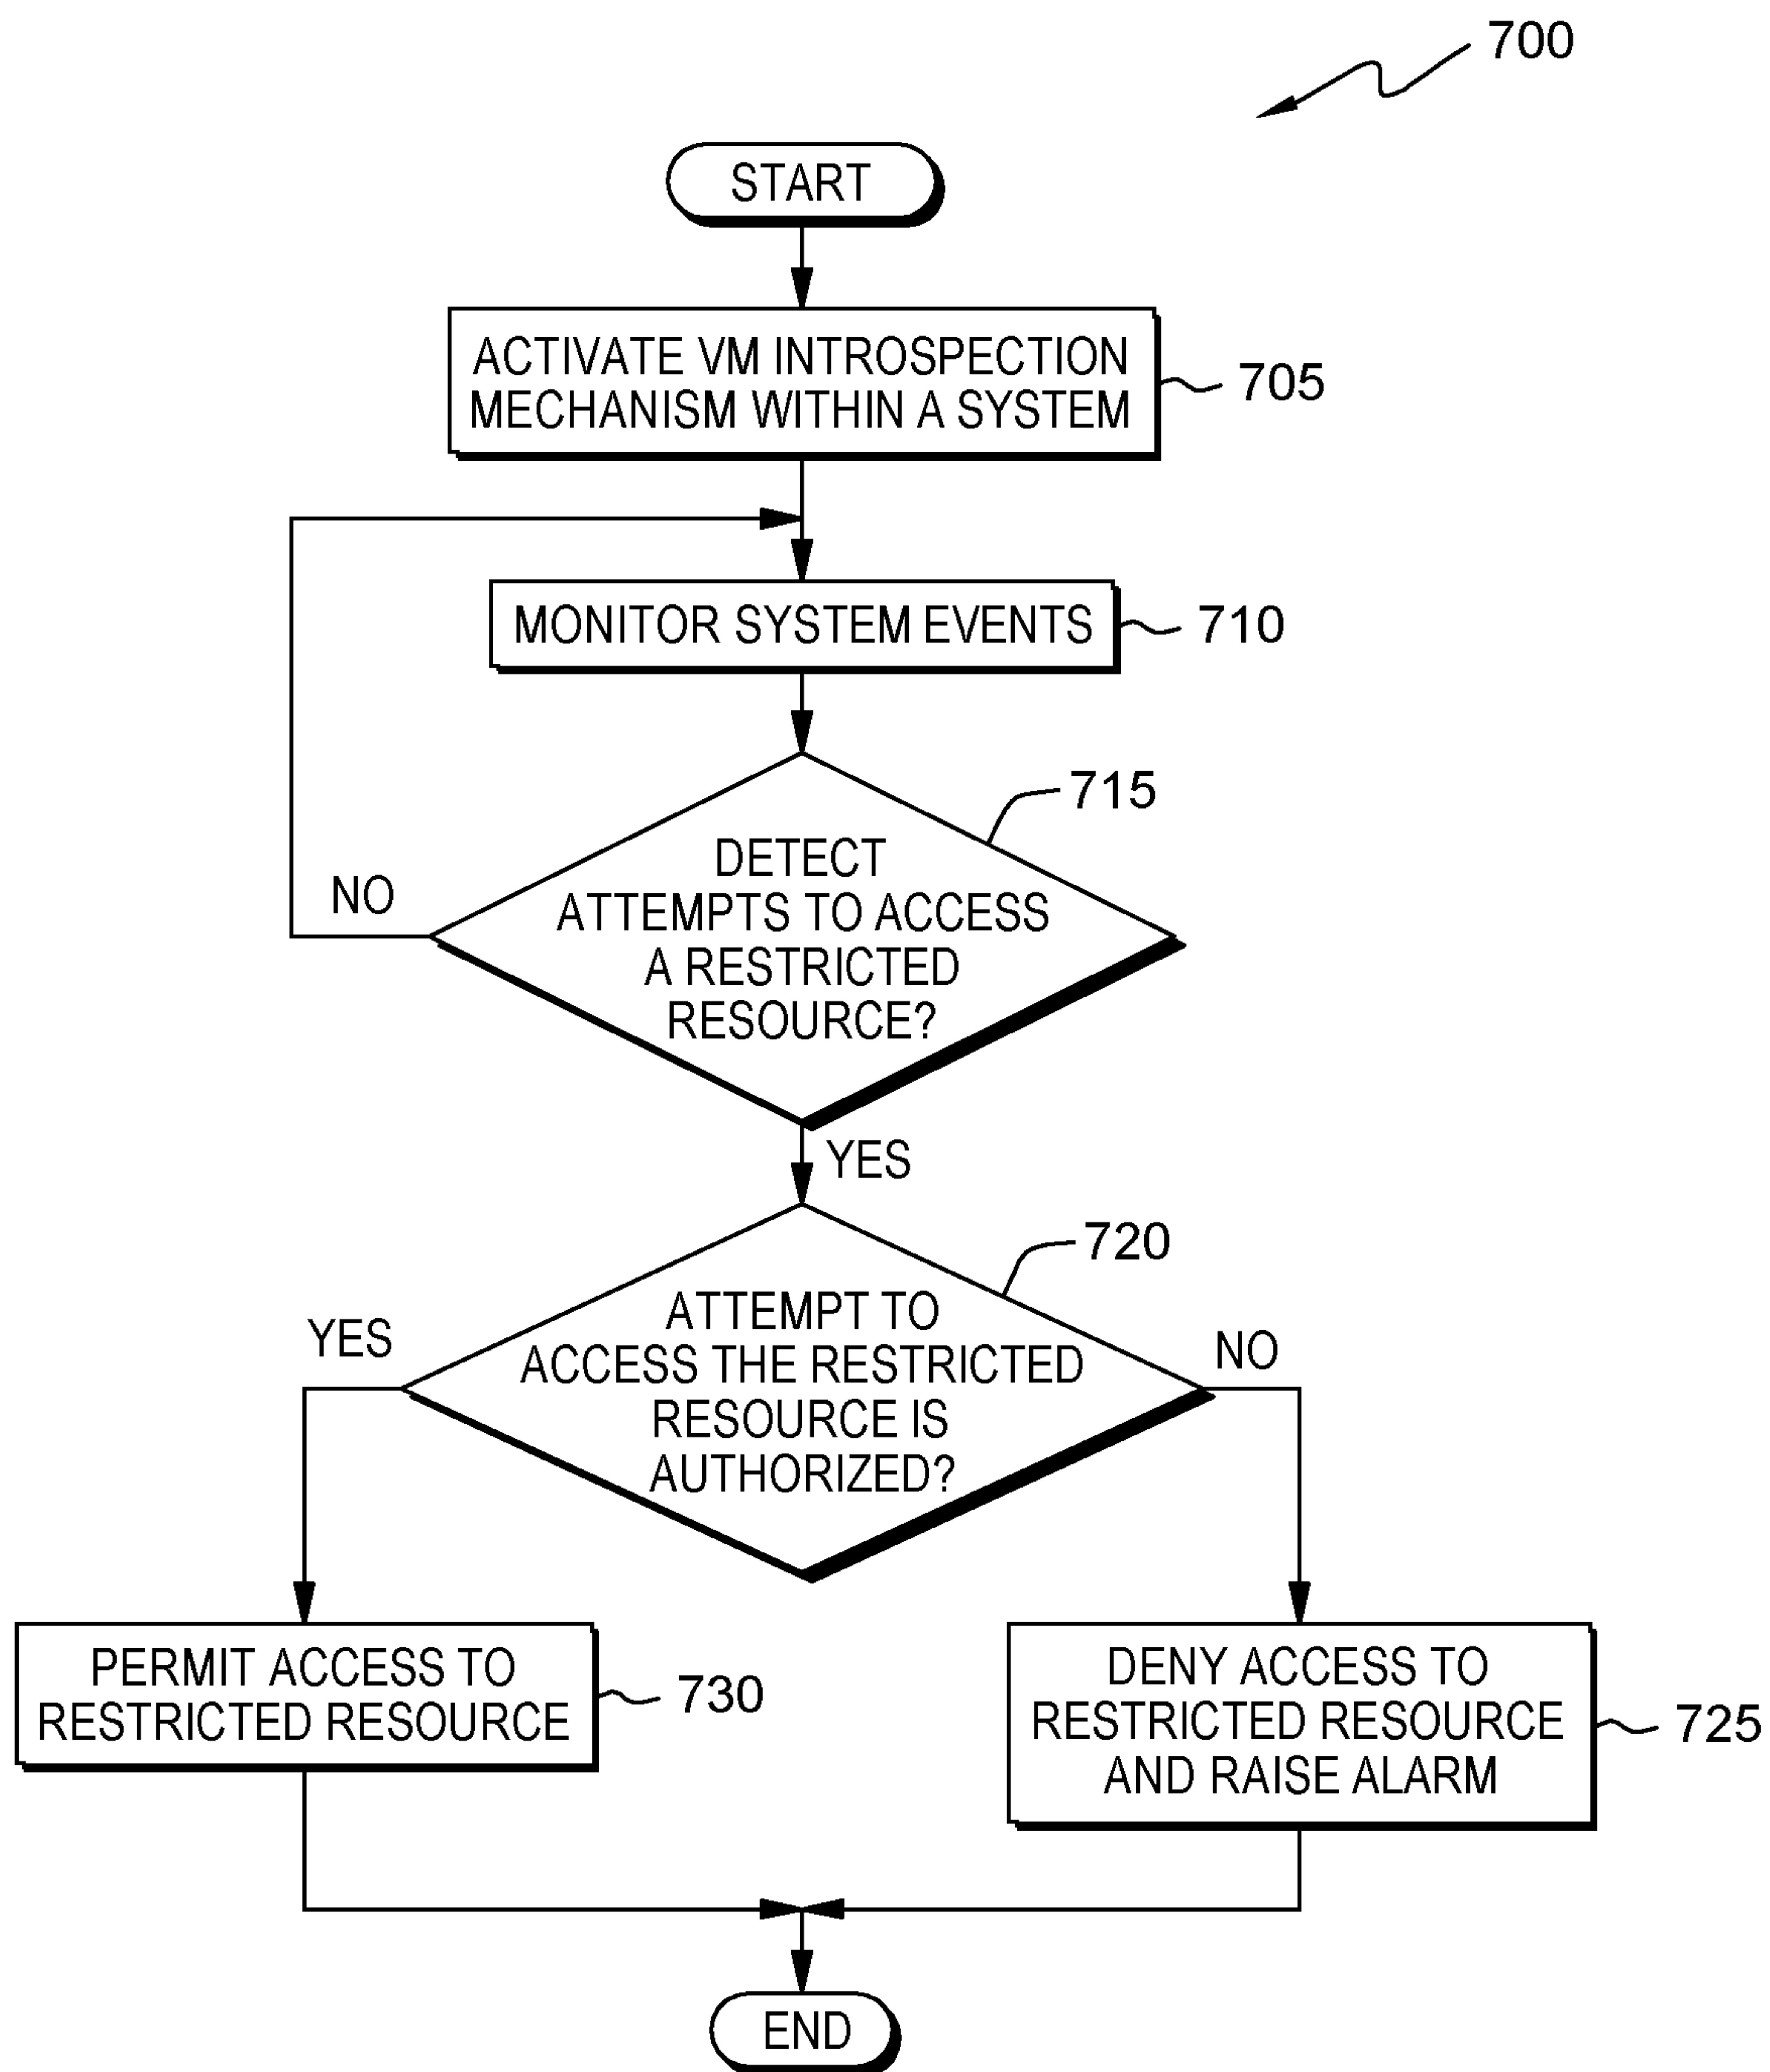 700
START
ACTIVATE VM INTROSPECTION
MECHANISM WITHIN A SYSTEM
705
MONITOR SYSTEM EVENTS
710
715
DETECT
ATTEMPTS TO ACCESS
A RESTRICTED
RESOURCE?
NO
YES
720
ATTEMPT TO
ACCESS THE RESTRICTED
RESOURCE IS
AUTHORIZED?
YES
NO
PERMIT ACCESS TO
RESTRICTED RESOURCE
730
DENY ACCESS TO
RESTRICTED RESOURCE
AND RAISE ALARM
725
END